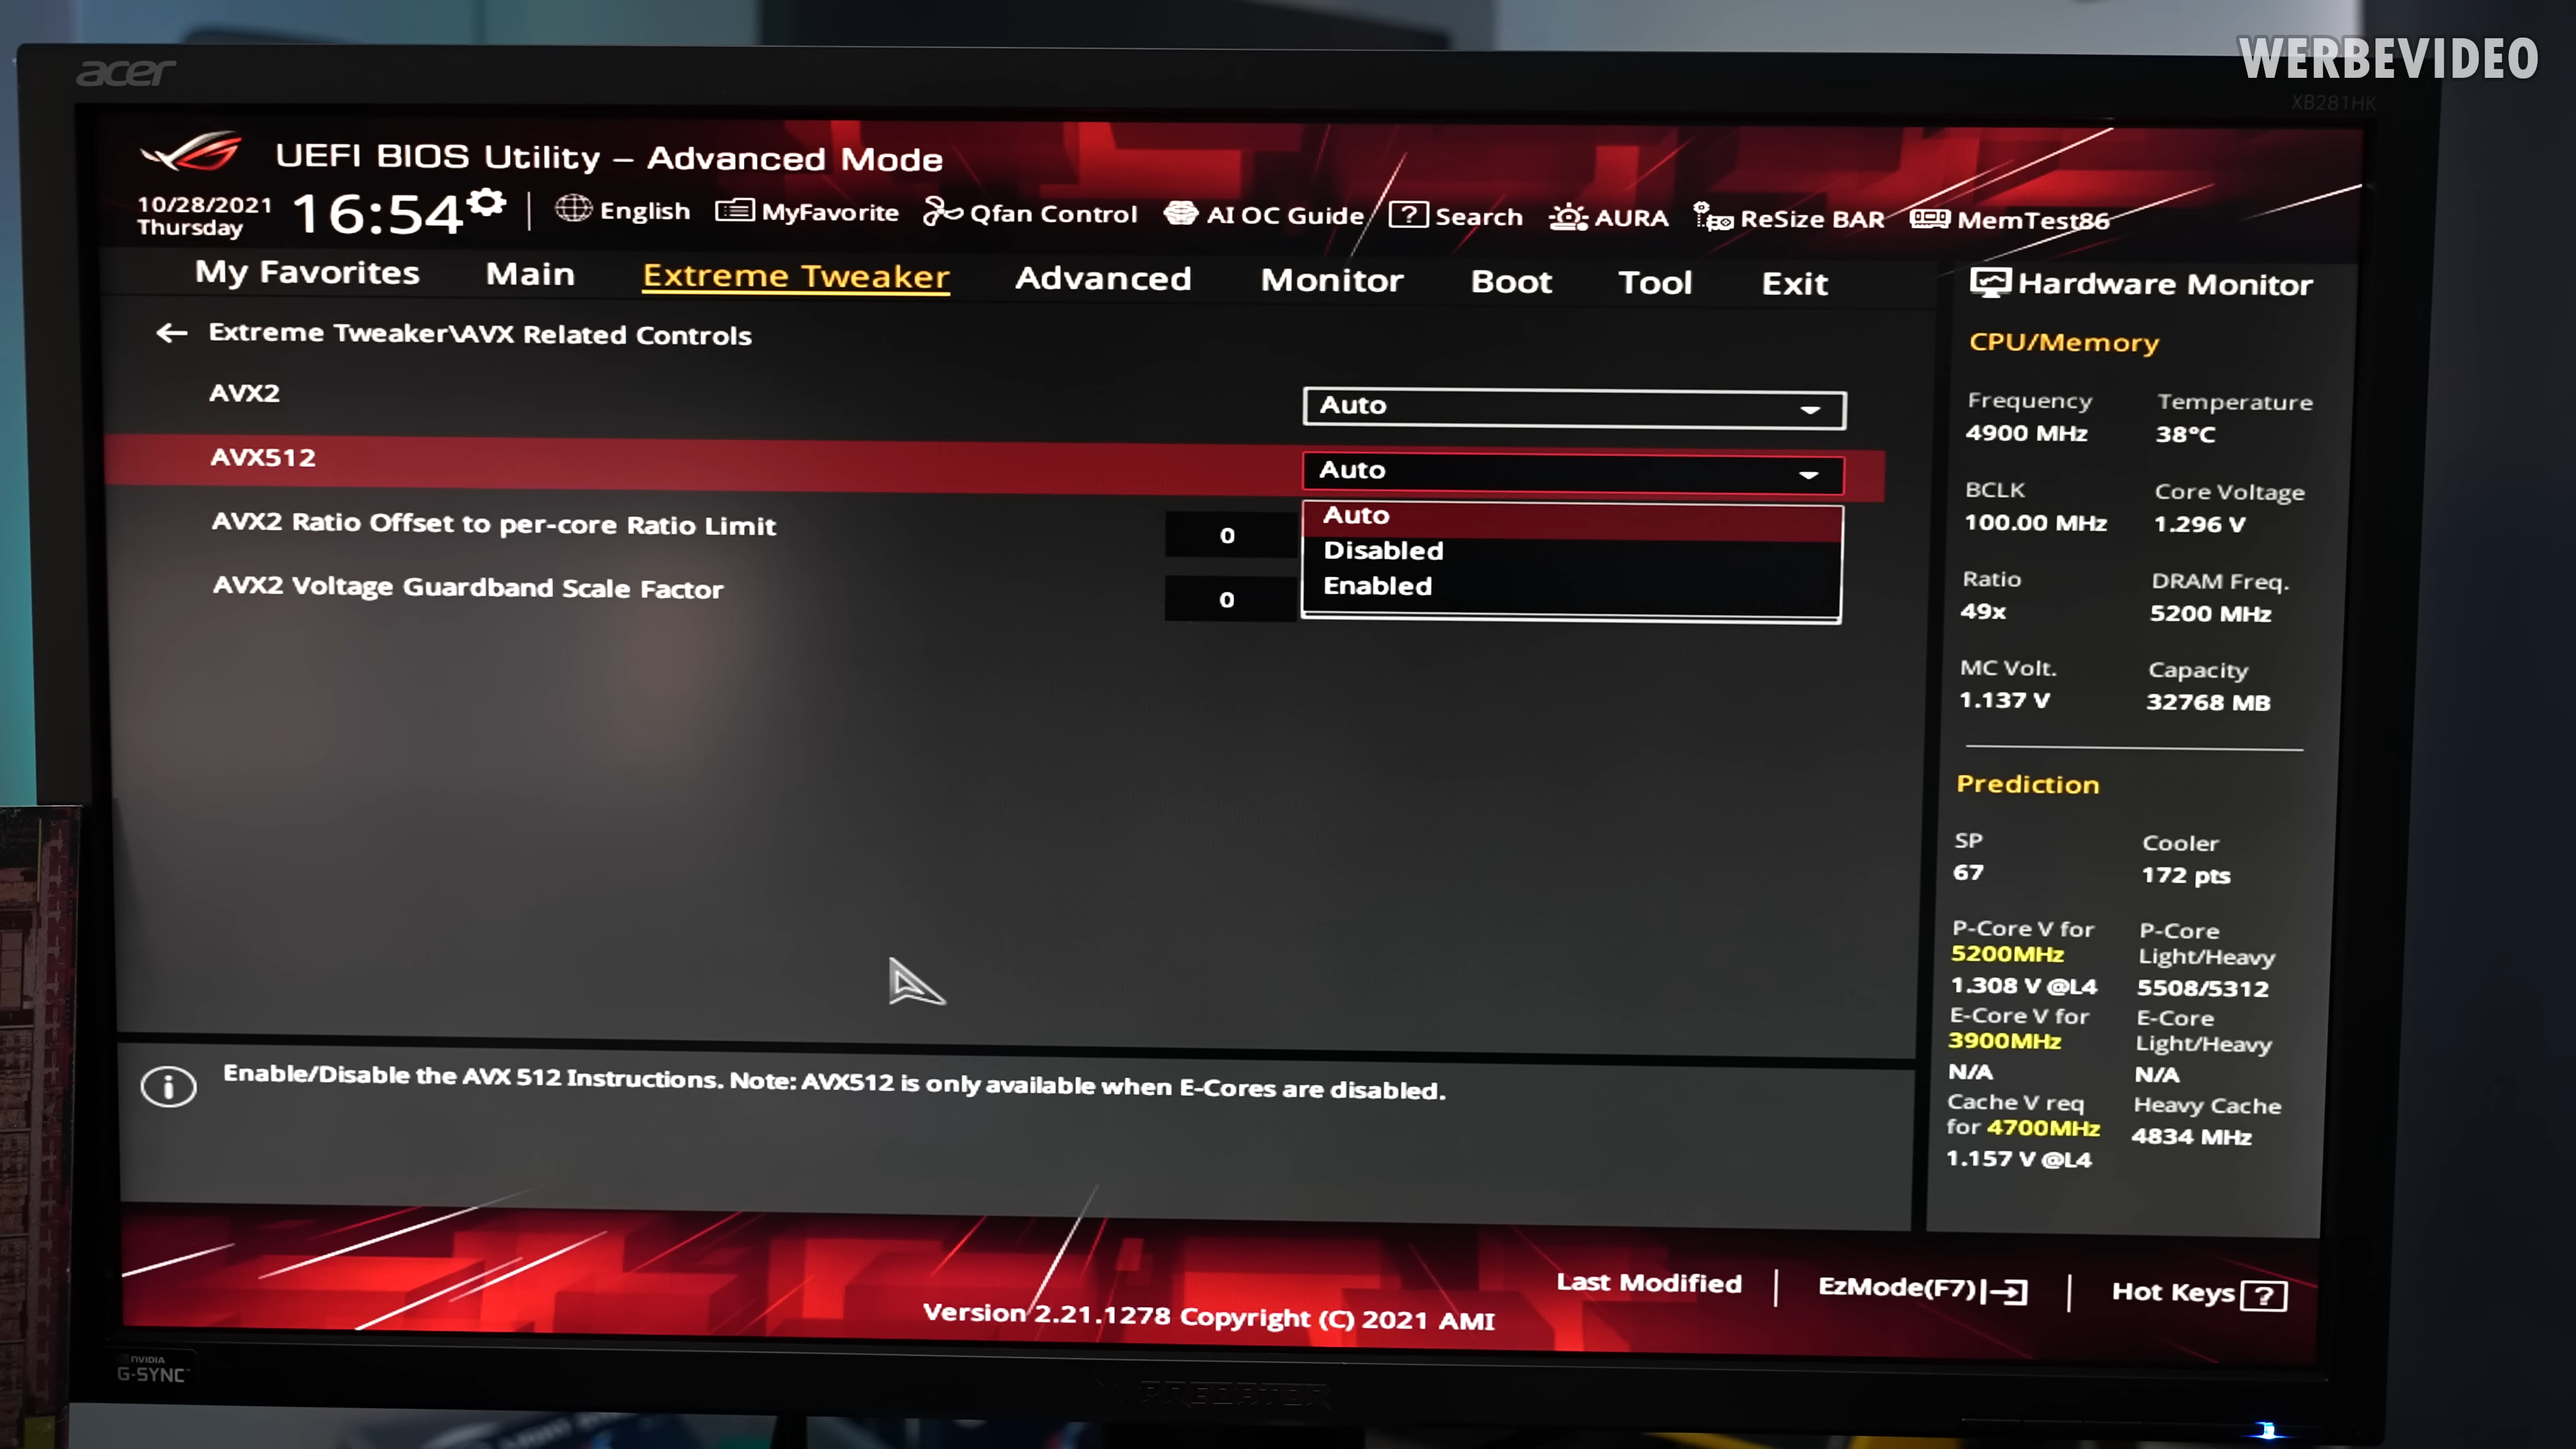 WERBEVIDEO
acer
XB281HK
UEFI BIOS Utility – Advanced Mode
10/28/2021
Thursday
16:54
English
MyFavorite
Qfan Control
AI OC Guide
? Search
AURA
ReSize BAR
MemTest86
My Favorites
Main
Extreme Tweaker
Advanced
Monitor
Boot
Tool
Exit
Extreme Tweaker\AVX Related Controls
AVX2
Auto
AVX512
Auto
Auto
Disabled
Enabled
AVX2 Ratio Offset to per-core Ratio Limit
0
AVX2 Voltage Guardband Scale Factor
0
i
Enable/Disable the AVX 512 Instructions. Note: AVX512 is only available when E-Cores are disabled.
Hardware Monitor
CPU/Memory
Frequency Temperature
4900 MHz 38°C
BCLK Core Voltage
100.00 MHz 1.296 V
Ratio DRAM Freq.
49x 5200 MHz
MC Volt. Capacity
1.137 V 32768 MB
Prediction
SP Cooler
67 172 pts
P-Core V for P-Core
5200MHz Light/Heavy
1.308 V @L4 5508/5312
E-Core V for E-Core
3900MHz Light/Heavy
N/A N/A
Cache V req Heavy Cache
for 4700MHz 4834 MHz
1.157 V @L4
Last Modified
EzMode(F7)
Hot Keys ?
Version 2.21.1278 Copyright (C) 2021 AMI
NVIDIA
G-SYNC
PREDATOR